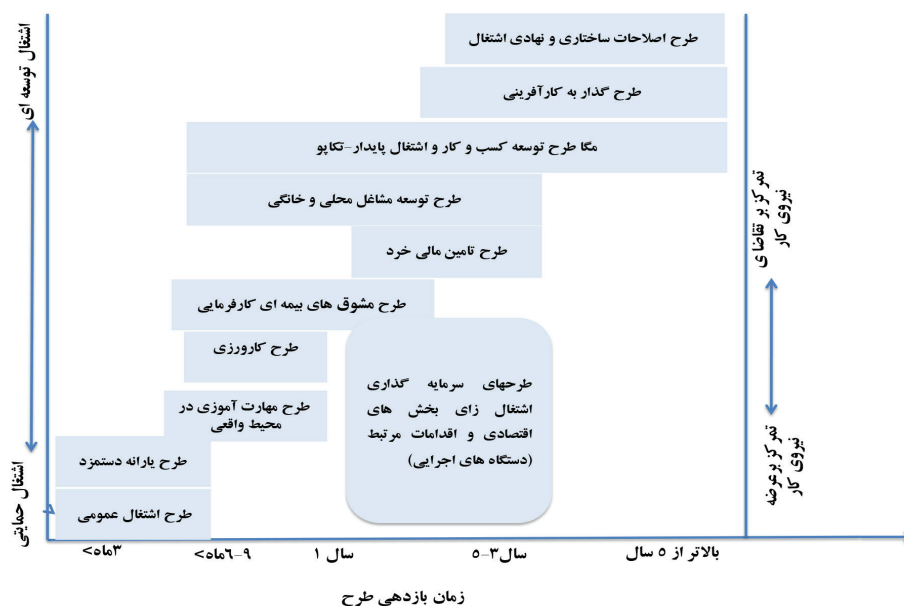 طرح اصلاحات ساختاری و نهادی اشتغال
طرح گذار به کارآفرینی
مگا طرح توسعه کسب و کار و اشتغال پایدار-تکاپو
طرح توسعه مشاغل محلی و خانگی
طرح تامین مالی خرد
طرح مشوق های بیمه ای کارفرمایی
طرح کارورزی
طرح مهارت آموزی در
محیط واقعی
طرح یارانه دستمزد
طرح اشتغال عمومی
طرحهای سرمایه گذاری
اشتغال زای بخش های
اقتصادی و اقدامات مرتبط
(دستگاه های اجرایی)
تمرکز بر تقاضای
نیروی کار
تمرکز برعرضه
نیروی کار
اشتغال توسعه ای
اشتغال حمایتی
۳ماه>
۶-۹ماه>
۱ سال
۳-۵سال
بالاتر از ۵ سال
زمان بازدهی طرح